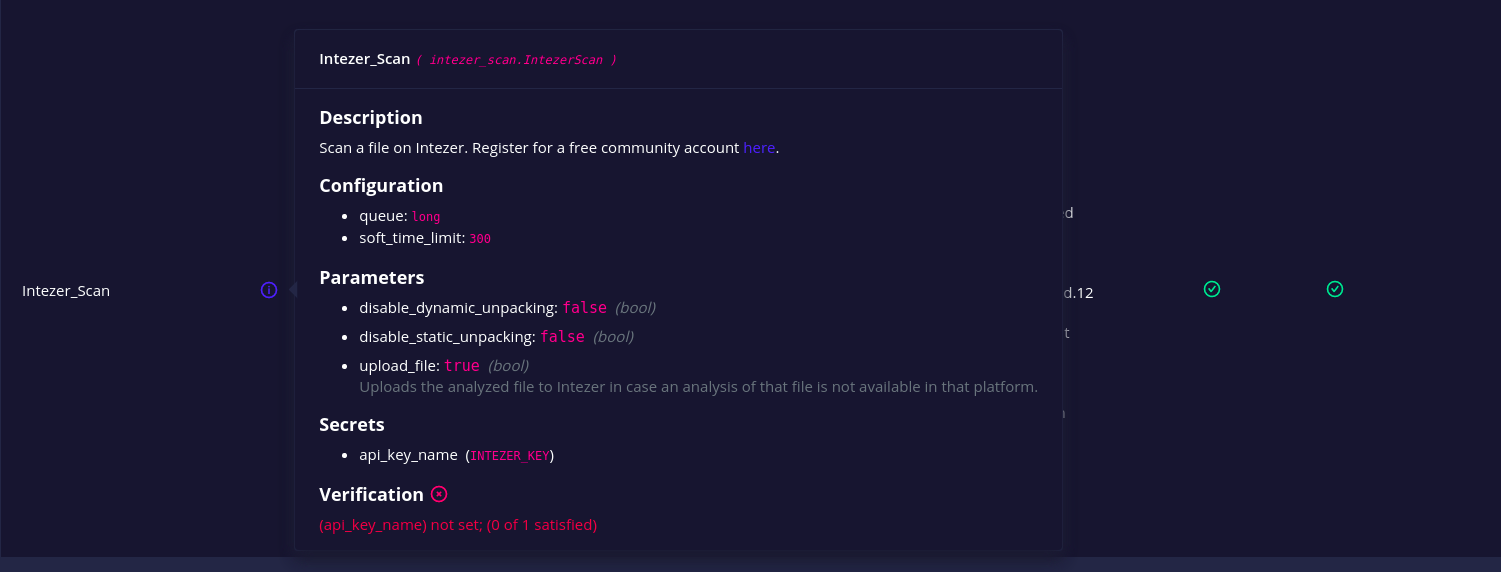 Intezer_Scan ( intezer_scan.IntezerScan )
Description
Scan a file on Intezer. Register for a free community account here.
Configuration
queue: long
soft_time_limit: 300
Parameters
disable_dynamic_unpacking: false (bool)
disable_static_unpacking: false (bool)
upload_file: true (bool)
Uploads the analyzed file to Intezer in case an analysis of that file is not available in that platform.
Secrets
api_key_name (INTEZER_KEY)
Verification
(api_key_name) not set; (0 of 1 satisfied)
Intezer_Scan
ed
d.12
t